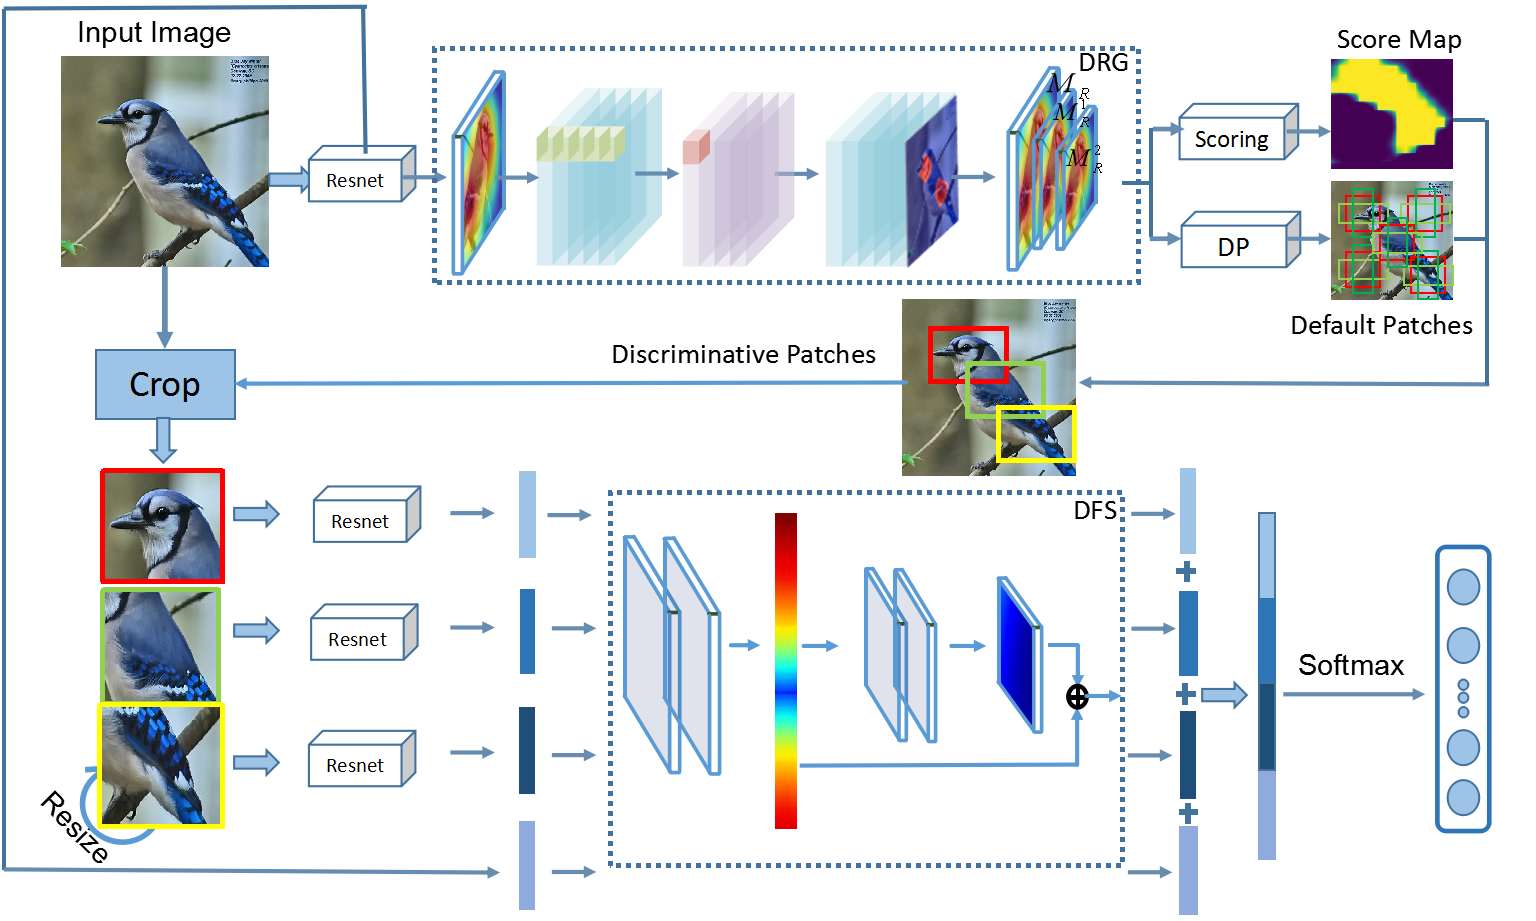 Input Image
Resnet
DRG
M_R
M_R^1
M_R^2
Scoring
Score Map
DP
Default Patches
Discriminative Patches
Crop
Resnet
Resnet
Resnet
Resize
DFS
+
+
+
Softmax